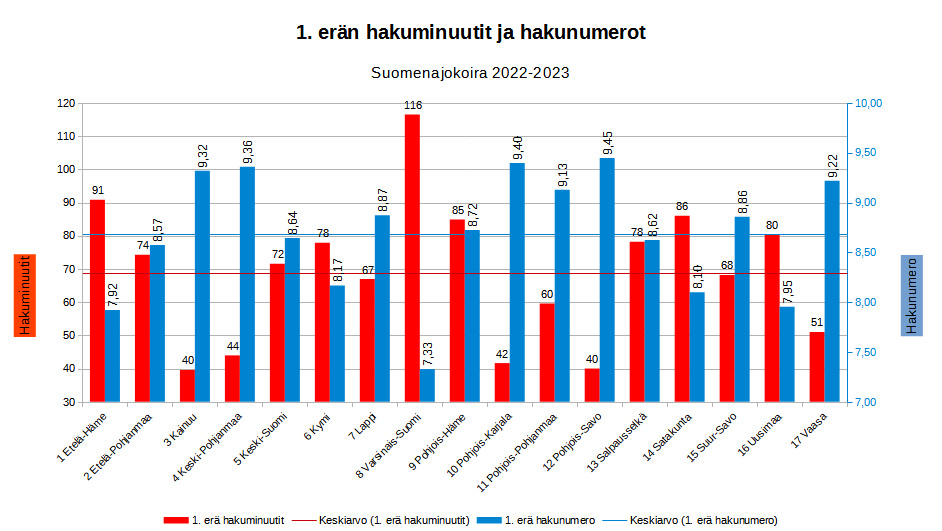 1. erän hakuminuutit ja hakunumerot
Suomenajokoira 2022-2023
Hakuminuutit
120
110
100
90
80
70
60
50
40
30
91
7,92
74
8,57
40
9,32
44
9,36
72
8,64
78
8,17
67
8,87
116
7,33
85
8,72
42
9,40
60
9,13
40
9,45
78
8,62
86
8,10
68
8,86
80
7,95
51
9,22
10,00
9,50
9,00
8,50
8,00
7,50
7,00
Hakunumero
1 Etelä-Häme
2 Etelä-Pohjanmaa
3 Kainuu
4 Keski-Pohjanmaa
5 Keski-Suomi
6 Kymi
7 Lappi
8 Varsinais-Suomi
9 Pohjois-Häme
10 Pohjois-Karjala
11 Pohjois-Pohjanmaa
12 Pohjois-Savo
13 Salpausselkä
14 Satakunta
15 Suur-Savo
16 Uusimaa
17 Vaasa
1. erä hakuminuutit Keskiarvo (1. erä hakuminuutit) 1. erä hakunumero Keskiarvo (1. erä hakunumero)